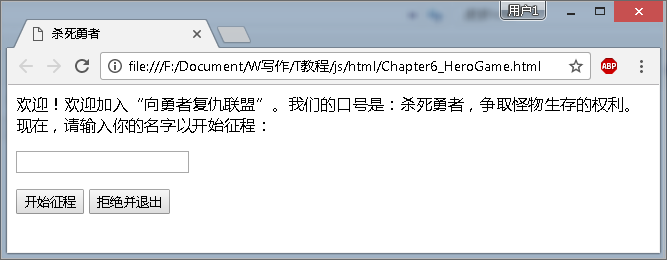 用户1
杀死勇者
file:///F:/Document/W写作/T教程/js/html/Chapter6_HeroGame.html
ABP
欢迎！欢迎加入“向勇者复仇联盟”。我们的口号是：杀死勇者，争取怪物生存的权利。
现在，请输入你的名字以开始征程：
开始征程 拒绝并退出